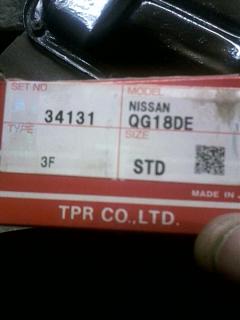 SET NO
34131
MODEL
NISSAN
QG18DE
TYPE
3F
SIZE
STD
MADE IN
TPR CO.,LTD.